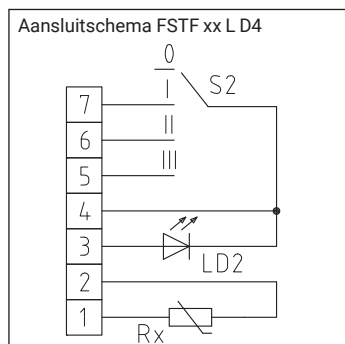 Aansluitschema FSTF xx L D4
0
S2
I
7
II
6
III
5
4
3
LD2
2
1
Rx